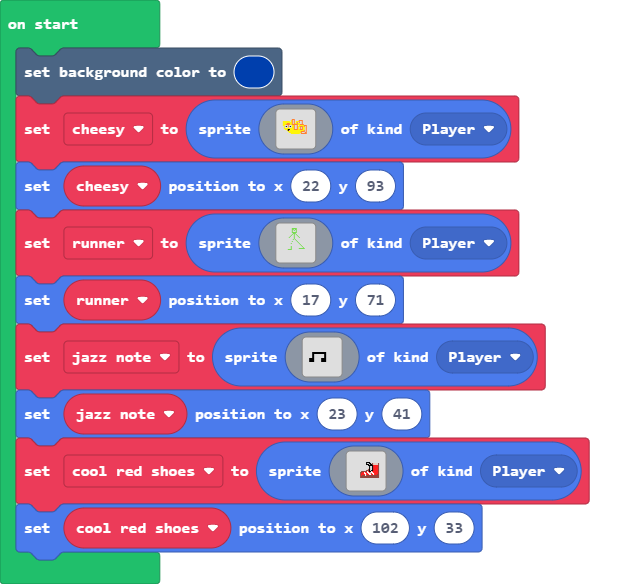 on start
set background color to
set cheesy to sprite of kind Player
set cheesy position to x 22 y 93
set runner to sprite of kind Player
set runner position to x 17 y 71
set jazz note to sprite of kind Player
set jazz note position to x 23 y 41
set cool red shoes to sprite of kind Player
set cool red shoes position to x 102 y 33